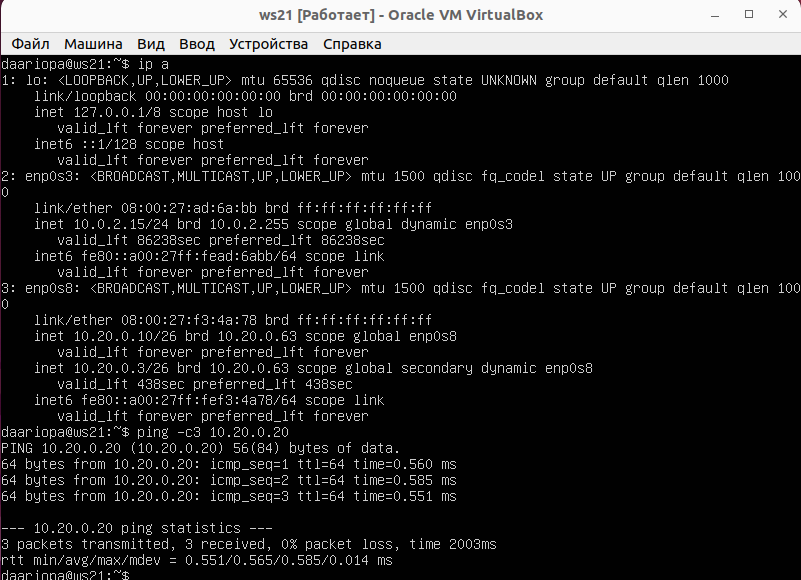 ws21 [Работает] - Oracle VM VirtualBox
Файл Машина Вид Ввод Устройства Справка
daariopa@ws21:~$ ip a
1: lo: <LOOPBACK,UP,LOWER_UP> mtu 65536 qdisc noqueue state UNKNOWN group default qlen 1000
    link/loopback 00:00:00:00:00:00 brd 00:00:00:00:00:00
    inet 127.0.0.1/8 scope host lo
       valid_lft forever preferred_lft forever
    inet6 ::1/128 scope host
       valid_lft forever preferred_lft forever
2: enp0s3: <BROADCAST,MULTICAST,UP,LOWER_UP> mtu 1500 qdisc fq_codel state UP group default qlen 100
0
    link/ether 08:00:27:ad:6a:bb brd ff:ff:ff:ff:ff:ff
    inet 10.0.2.15/24 brd 10.0.2.255 scope global dynamic enp0s3
       valid_lft 86238sec preferred_lft 86238sec
    inet6 fe80::a00:27ff:fead:6abb/64 scope link
       valid_lft forever preferred_lft forever
3: enp0s8: <BROADCAST,MULTICAST,UP,LOWER_UP> mtu 1500 qdisc fq_codel state UP group default qlen 100
0
    link/ether 08:00:27:f3:4a:78 brd ff:ff:ff:ff:ff:ff
    inet 10.20.0.10/26 brd 10.20.0.63 scope global enp0s8
       valid_lft forever preferred_lft forever
    inet 10.20.0.3/26 brd 10.20.0.63 scope global secondary dynamic enp0s8
       valid_lft 438sec preferred_lft 438sec
    inet6 fe80::a00:27ff:fef3:4a78/64 scope link
       valid_lft forever preferred_lft forever
daariopa@ws21:~$ ping -c3 10.20.0.20
PING 10.20.0.20 (10.20.0.20) 56(84) bytes of data.
64 bytes from 10.20.0.20: icmp_seq=1 ttl=64 time=0.560 ms
64 bytes from 10.20.0.20: icmp_seq=2 ttl=64 time=0.585 ms
64 bytes from 10.20.0.20: icmp_seq=3 ttl=64 time=0.551 ms
--- 10.20.0.20 ping statistics ---
3 packets transmitted, 3 received, 0% packet loss, time 2003ms
rtt min/avg/max/mdev = 0.551/0.565/0.585/0.014 ms
daariopa@ws21:~$